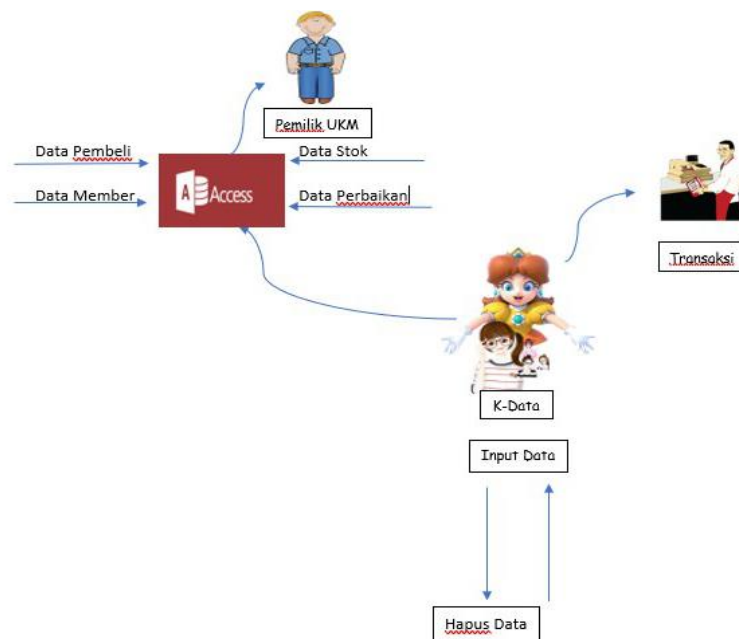 Pemilik UKM
Data Pembeli
Data Stok
A Access
Data Member
Data Perbaikan
Transaksi
K-Data
Input Data
Hapus Data